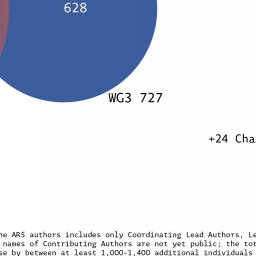 628
WG3 727
+24 Cha
he AR5 authors includes only Coordinating Lead Authors, Le
names of Contributing Authors are not yet public; the tot
se by between at least 1,000-1,400 additional individuals